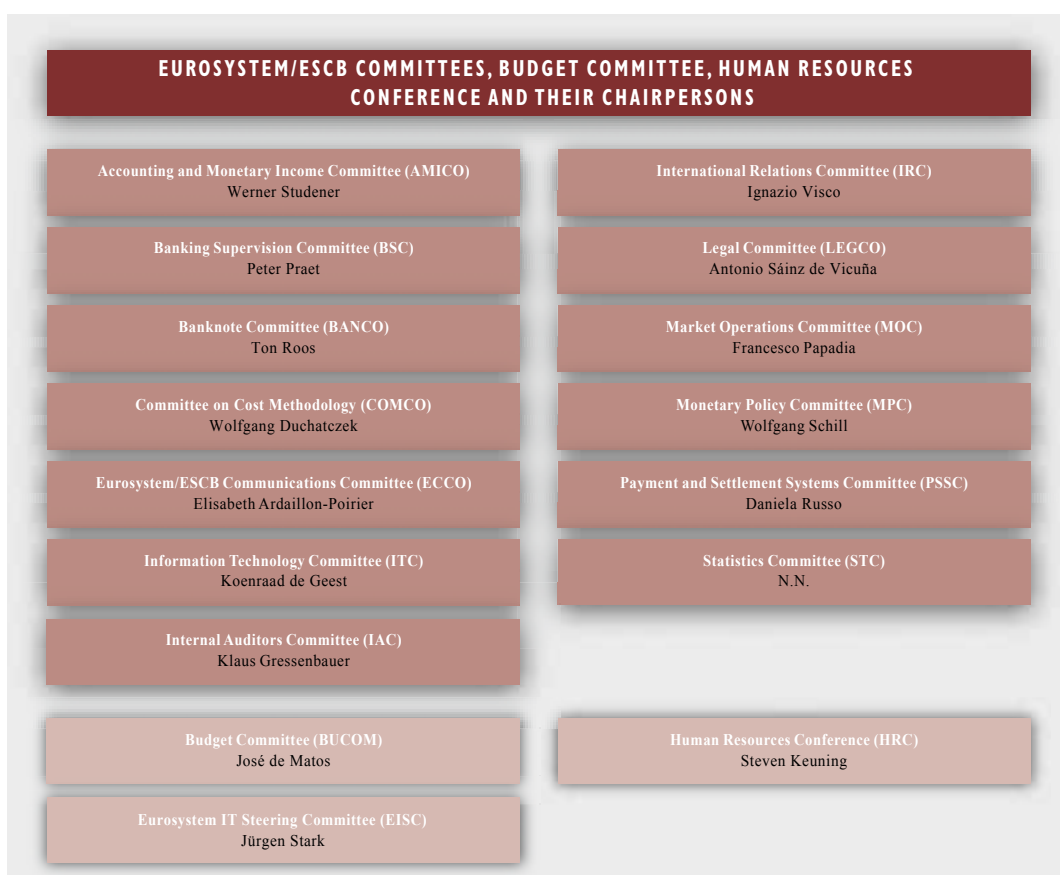 EUROSYSTEM/ESCB COMMITTEES, BUDGET COMMITTEE, HUMAN RESOURCES
CONFERENCE AND THEIR CHAIRPERSONS
Accounting and Monetary Income Committee (AMICO)
Werner Studener
Banking Supervision Committee (BSC)
Peter Praet
Banknote Committee (BANCO)
Ton Roos
Committee on Cost Methodology (COMCO)
Wolfgang Duchatczek
Eurosystem/ESCB Communications Committee (ECCO)
Elisabeth Ardaillon-Poirier
Information Technology Committee (ITC)
Koenraad de Geest
Internal Auditors Committee (IAC)
Klaus Gressenbauer
International Relations Committee (IRC)
Ignazio Visco
Legal Committee (LEGCO)
Antonio Sáinz de Vicuña
Market Operations Committee (MOC)
Francesco Papadia
Monetary Policy Committee (MPC)
Wolfgang Schill
Payment and Settlement Systems Committee (PSSC)
Daniela Russo
Statistics Committee (STC)
N.N.
Budget Committee (BUCOM)
José de Matos
Eurosystem IT Steering Committee (EISC)
Jürgen Stark
Human Resources Conference (HRC)
Steven Keuning